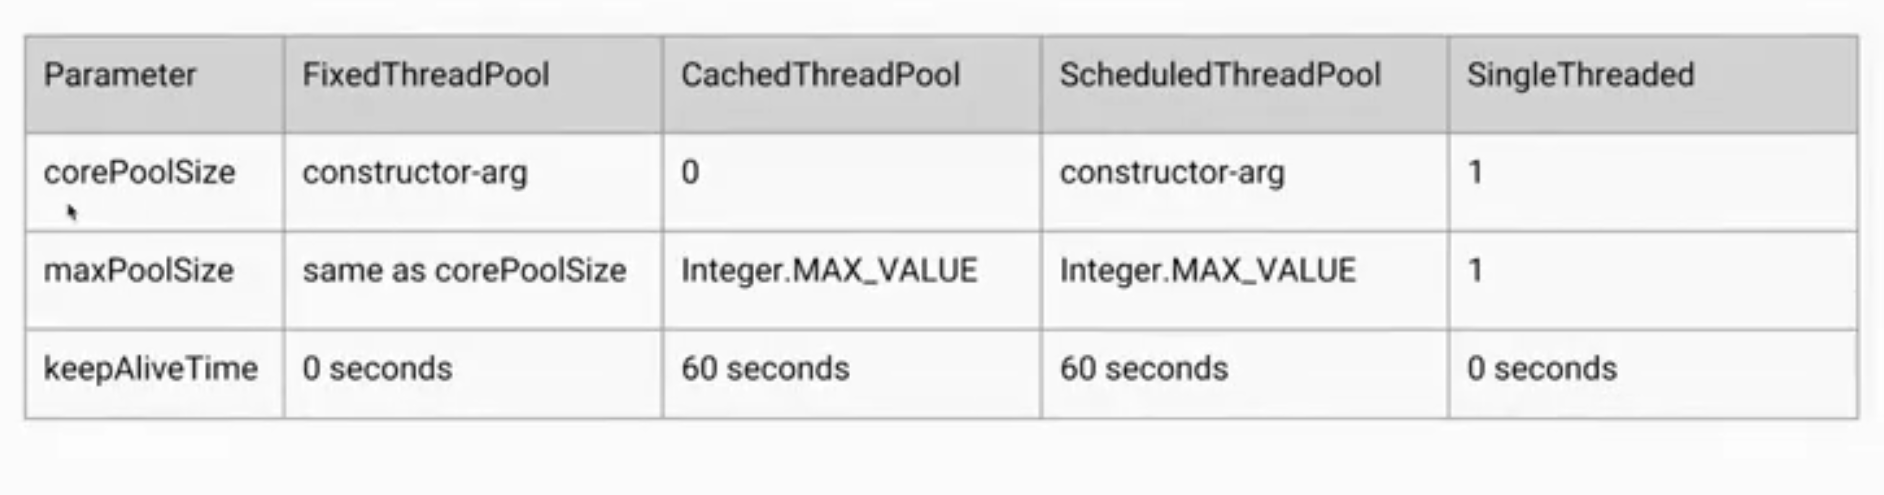 Parameter FixedThreadPool CachedThreadPool ScheduledThreadPool SingleThreaded
corePoolSize constructor-arg 0 constructor-arg 1
maxPoolSize same as corePoolSize Integer.MAX_VALUE Integer.MAX_VALUE 1
keepAliveTime 0 seconds 60 seconds 60 seconds 0 seconds